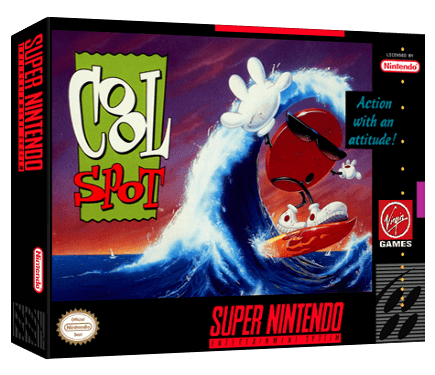 COOL
SPOT
LICENSED BY
Nintendo
Action
with an
attitude!
Virgin
GAMES
SUPER NINTENDO
ENTERTAINMENT SYSTEM
Official
Nintendo
Seal
SUPER NINTENDO
ENTERTAINMENT SYSTEM
Nintendo